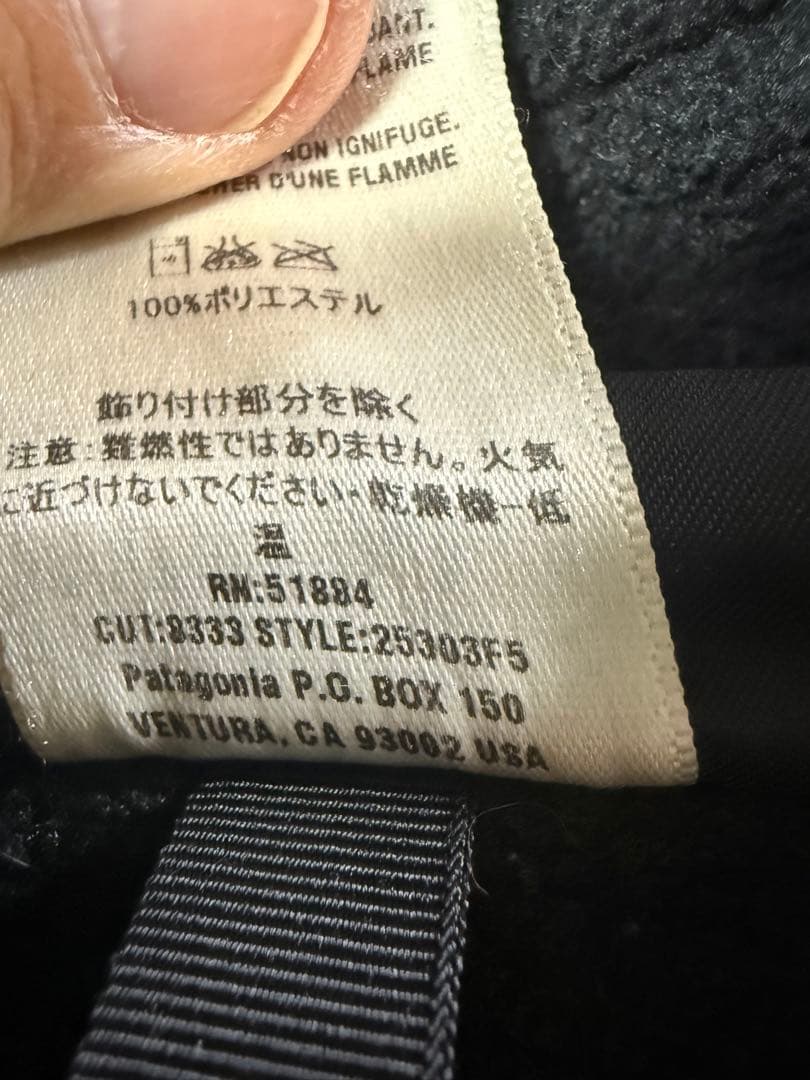 DANT.
FLAME
NON IGNIFUGE.
D'UNE FLAMME
100%ポリエステル
飾り付け部分を除く
注意:難燃性ではありません。火気
に近づけないでください・乾燥機-低
温
RN:51884
CUT:9333 STYLE:25303F5
Patagonia P.O. BOX 150
VENTURA, CA 93002 USA